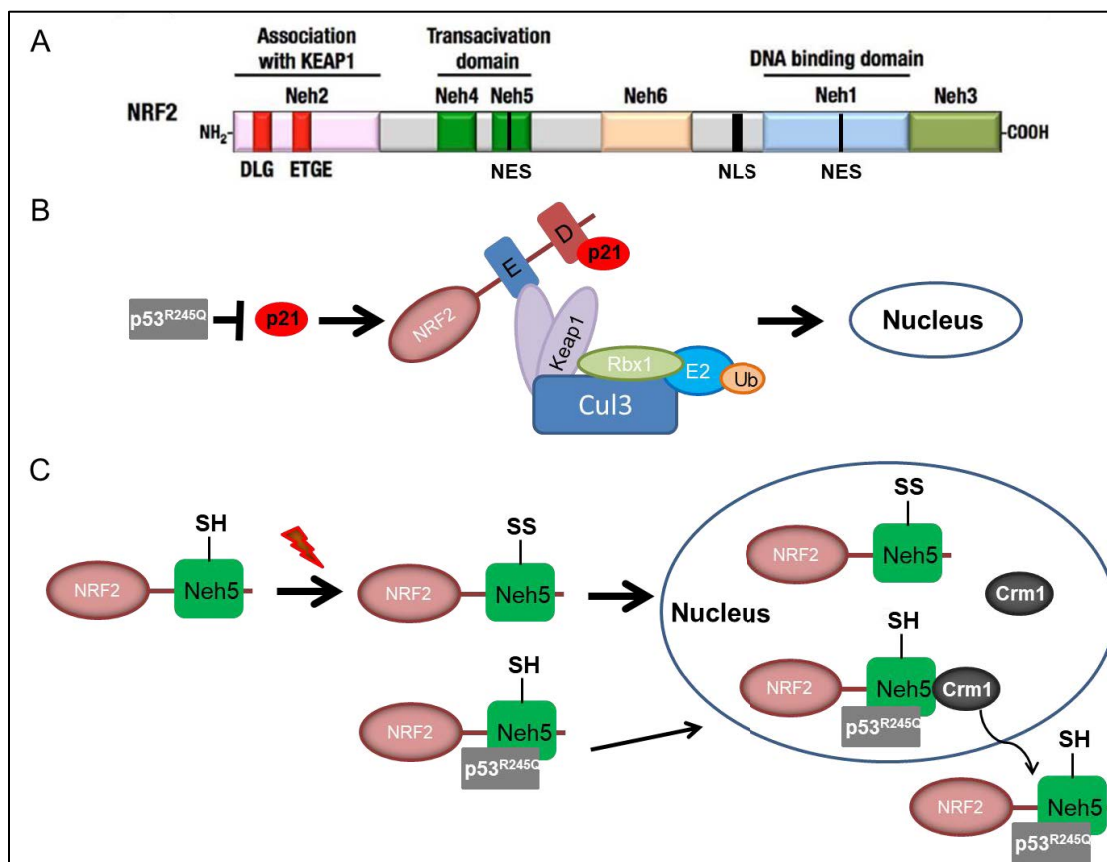 A
Association
with KEAP1
Transacivation
domain
DNA binding domain
Neh2
Neh4
Neh5
Neh6
Neh1
Neh3
NRF2
NH2-
-COOH
DLG
ETGE
NES
NLS
NES
B
p53R245Q
p21
NRF2
E
D
p21
Keap1
Rbx1
E2
Ub
Cul3
Nucleus
C
SH
NRF2
Neh5
SS
NRF2
Neh5
SH
NRF2
Neh5
p53R245Q
Nucleus
SS
NRF2
Neh5
Crm1
SH
NRF2
Neh5
Crm1
p53R245Q
SH
NRF2
Neh5
p53R245Q